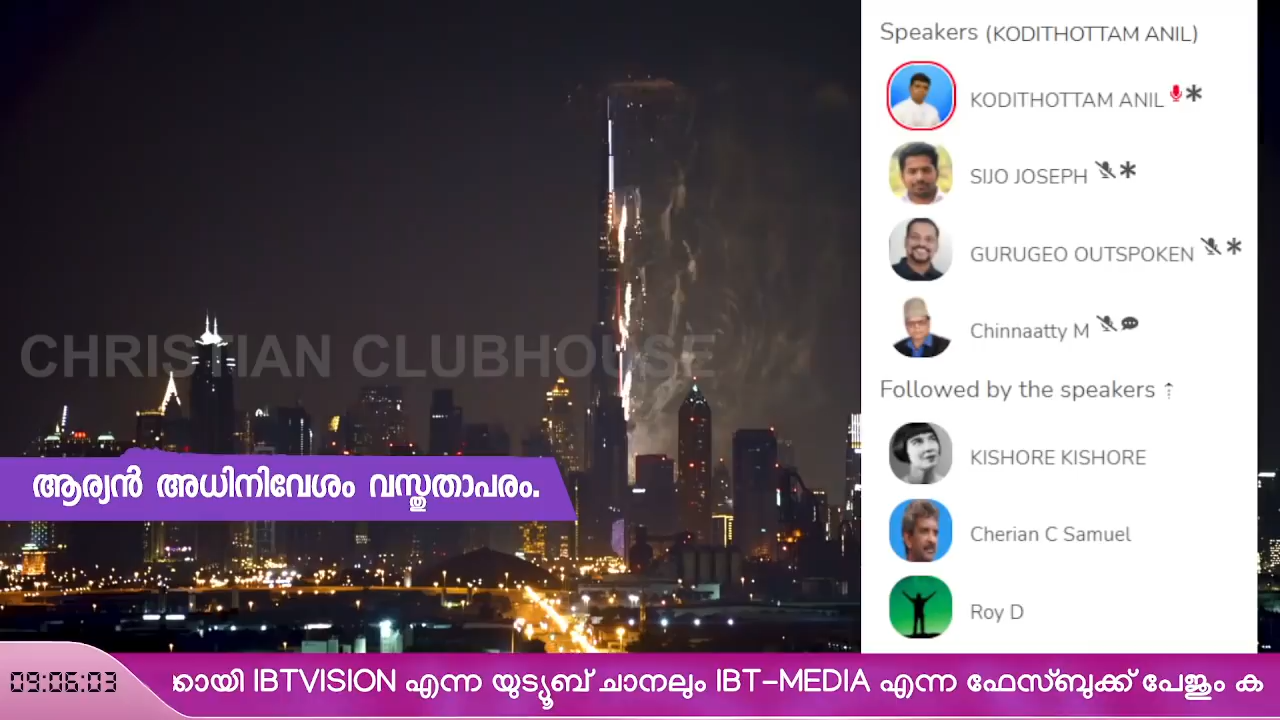 Speakers (KODITHOTTAM ANIL)
KODITHOTTAM ANIL
SIJO JOSEPH
GURUGEO OUTSPOKEN
Chinnaatty M
Followed by the speakers
KISHORE KISHORE
Cherian C Samuel
Roy D
CHRISTIAN CLUBHOUSE
ആര്യൻ അധിനിവേശം വസ്തുതാപരം.
09:06:03
ക്കായി IBTVISION എന്ന യുട്യൂബ് ചാനലും IBT-MEDIA എന്ന ഫേസ്ബുക്ക് പേജും ക